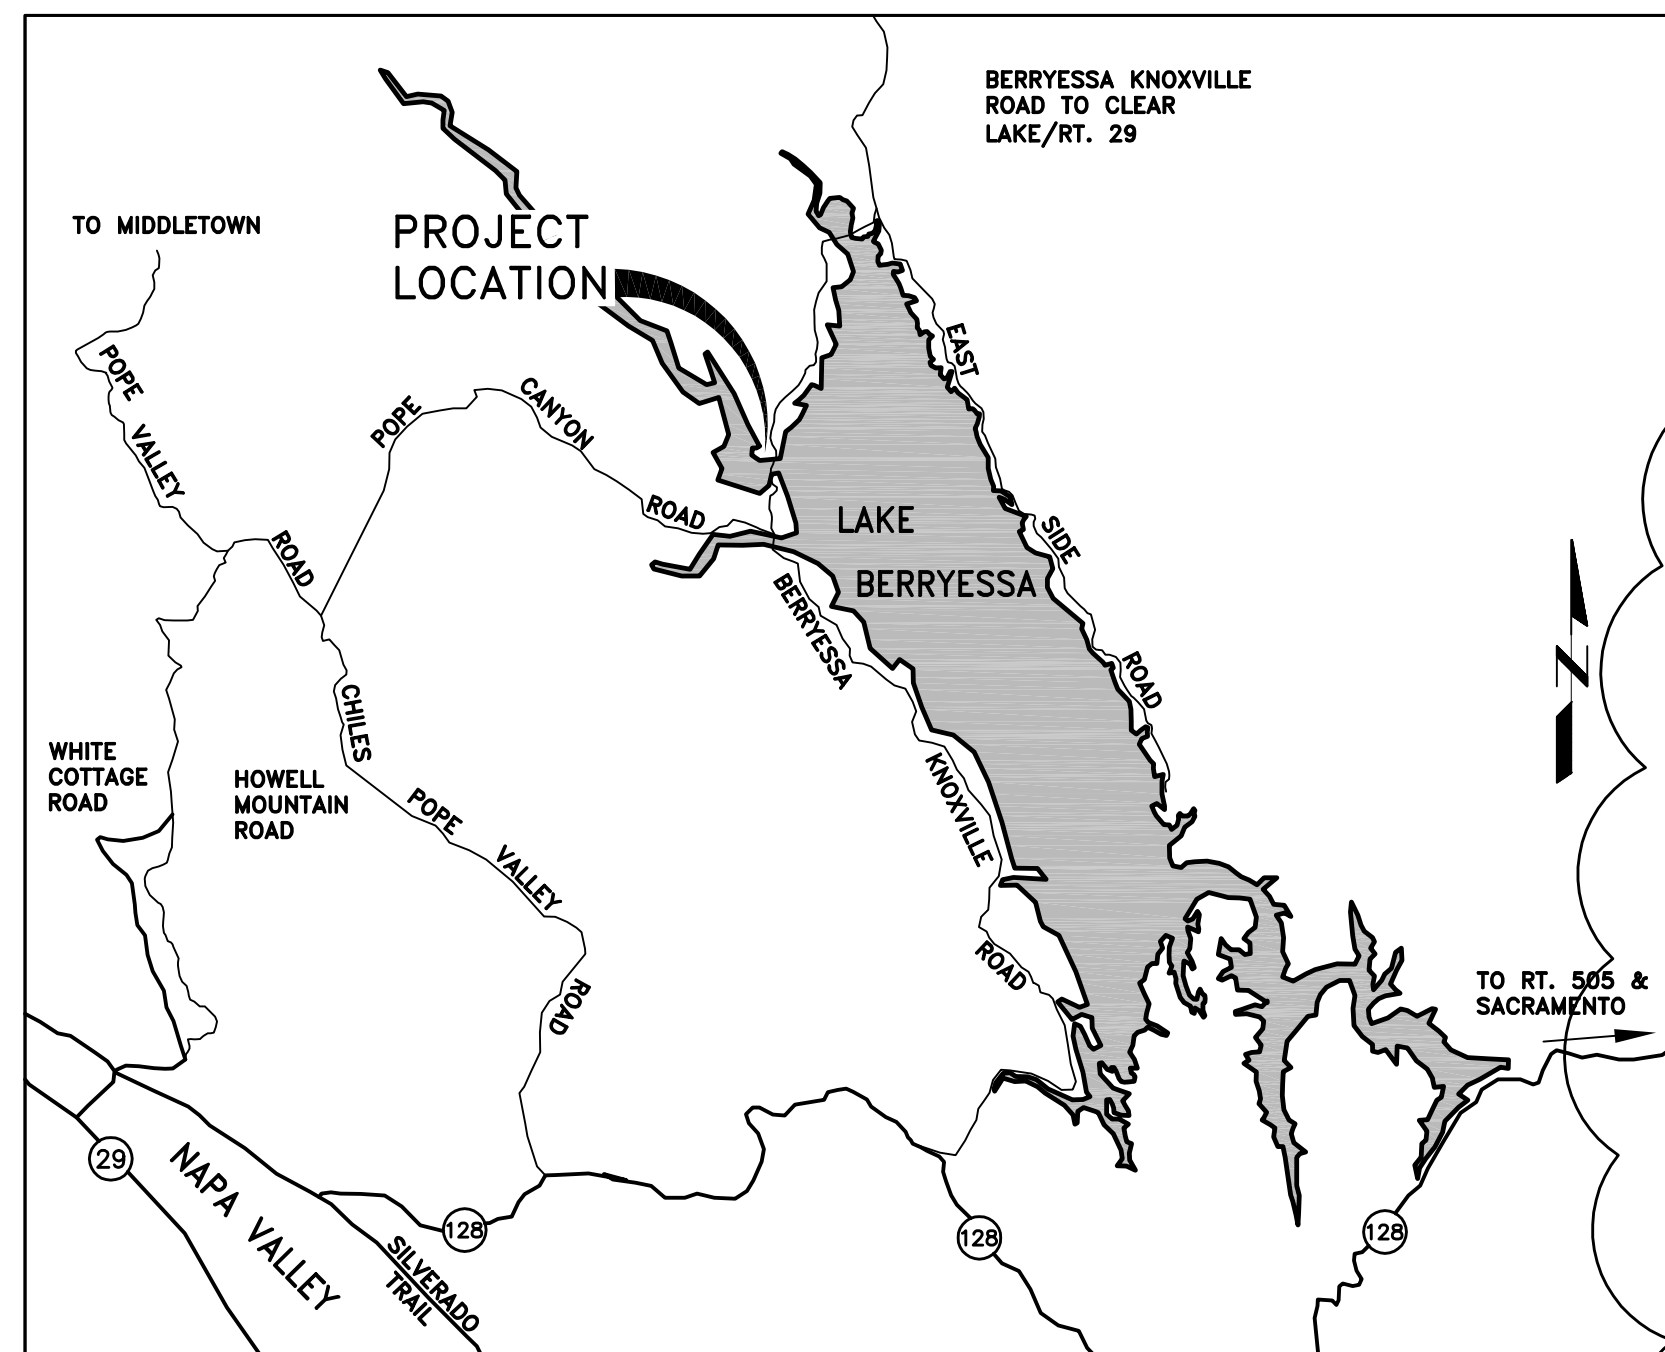 BERRYESSA KNOXVILLE
ROAD TO CLEAR
LAKE/RT. 29
TO MIDDLETOWN
PROJECT
LOCATION
EAST
SIDE
ROAD
POPE
VALLEY
ROAD
POPE
CANYON
ROAD
LAKE
BERRYESSA
BERRYESSA
KNOXVILLE
ROAD
N
CHILES
POPE
VALLEY
ROAD
WHITE
COTTAGE
ROAD
HOWELL
MOUNTAIN
ROAD
TO RT. 505 &
SACRAMENTO
29
NAPA VALLEY
128
SILVERADO
TRAIL
128
128